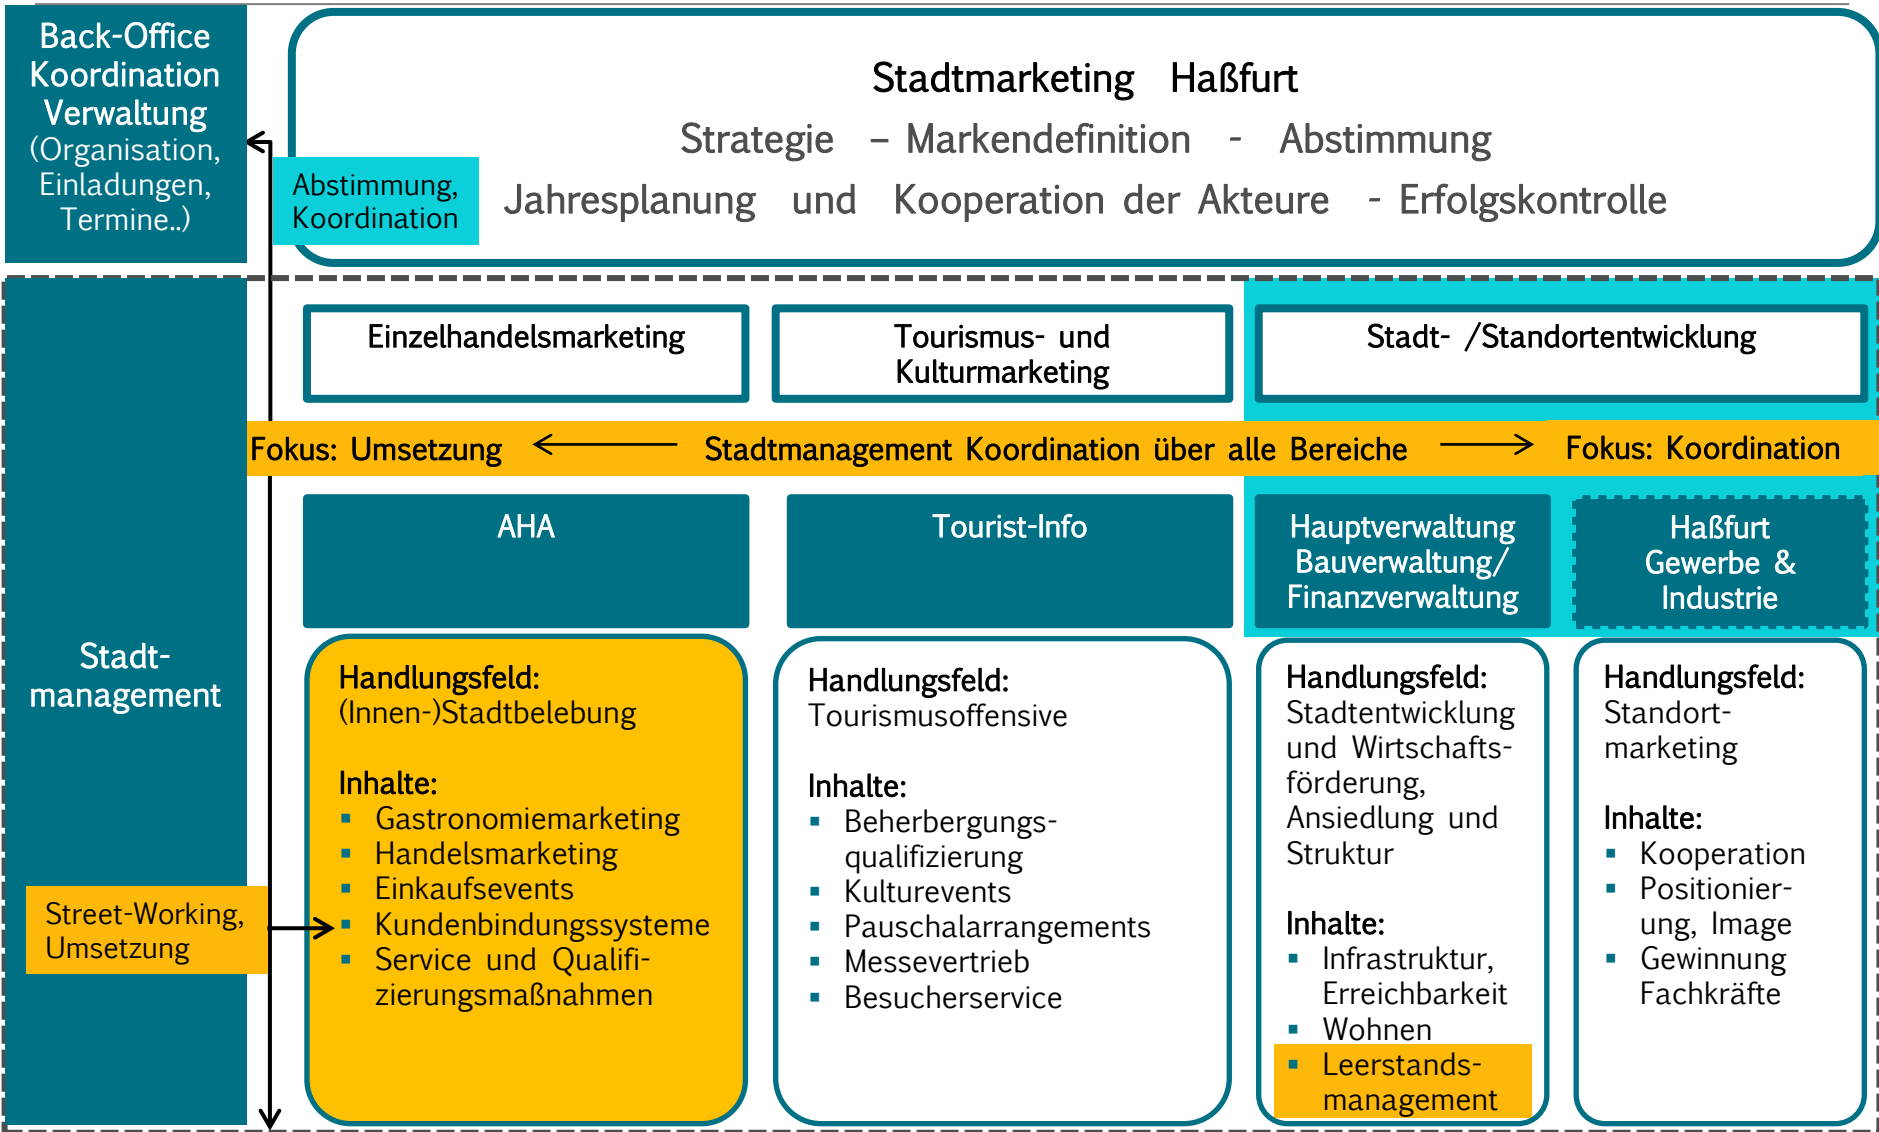 Back-Office
Koordination
Verwaltung
(Organisation,
Einladungen,
Termine..)
Abstimmung,
Koordination
Stadtmarketing Haßfurt
Strategie – Markendefinition - Abstimmung
Jahresplanung und Kooperation der Akteure - Erfolgskontrolle
Stadt-
management
Street-Working,
Umsetzung
Einzelhandelsmarketing
Tourismus- und
Kulturmarketing
Stadt- /Standortentwicklung
Fokus: Umsetzung Stadtmanagement Koordination über alle Bereiche Fokus: Koordination
AHA
Tourist-Info
Hauptverwaltung
Bauverwaltung/
Finanzverwaltung
Haßfurt
Gewerbe &
Industrie
Handlungsfeld:
(Innen-)Stadtbelebung
Inhalte:
▪ Gastronomiemarketing
▪ Handelsmarketing
▪ Einkaufsevents
▪ Kundenbindungssysteme
▪ Service und Qualifi-
zierungsmaßnahmen
Handlungsfeld:
Tourismusoffensive
Inhalte:
▪ Beherbergungs-
qualifizierung
▪ Kulturevents
▪ Pauschalarrangements
▪ Messevertrieb
▪ Besucherservice
Handlungsfeld:
Stadtentwicklung
und Wirtschafts-
förderung,
Ansiedlung und
Struktur
Inhalte:
▪ Infrastruktur,
Erreichbarkeit
▪ Wohnen
▪ Leerstands-
management
Handlungsfeld:
Standort-
marketing
Inhalte:
▪ Kooperation
▪ Positionier-
ung, Image
▪ Gewinnung
Fachkräfte